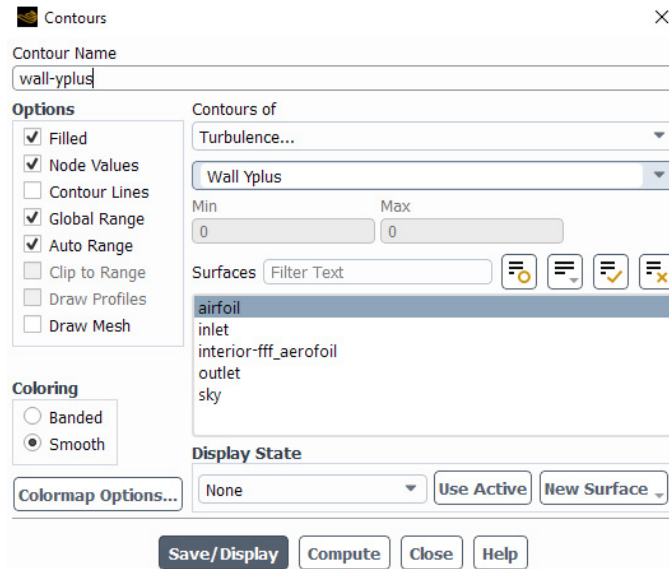 Contours
Contour Name
wall-yplus
Options
Filled
Node Values
Contour Lines
Global Range
Auto Range
Clip to Range
Draw Profiles
Draw Mesh
Coloring
Banded
Smooth
Colormap Options...
Contours of
Turbulence...
Wall Yplus
Min Max
0 0
Surfaces Filter Text
airfoil
inlet
interior-fff_aerofoil
outlet
sky
Display State
None Use Active New Surface
Save/Display Compute Close Help